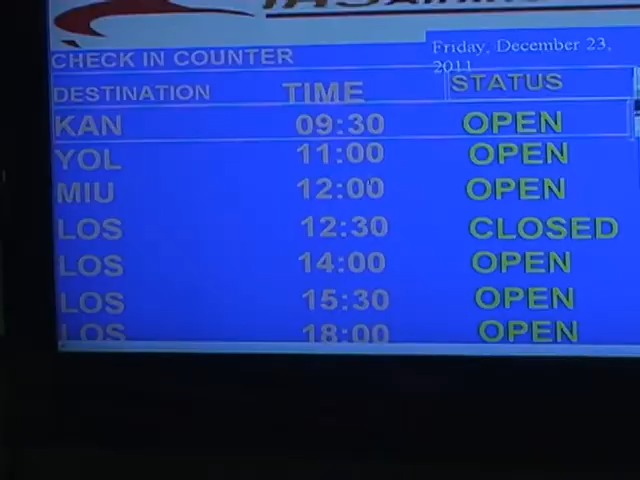 Friday, December 23, 2011
CHECK IN COUNTER
DESTINATION TIME STATUS
KAN 09:30 OPEN
YOL 11:00 OPEN
MIU 12:00 OPEN
LOS 12:30 CLOSED
LOS 14:00 OPEN
LOS 15:30 OPEN
LOS 18:00 OPEN